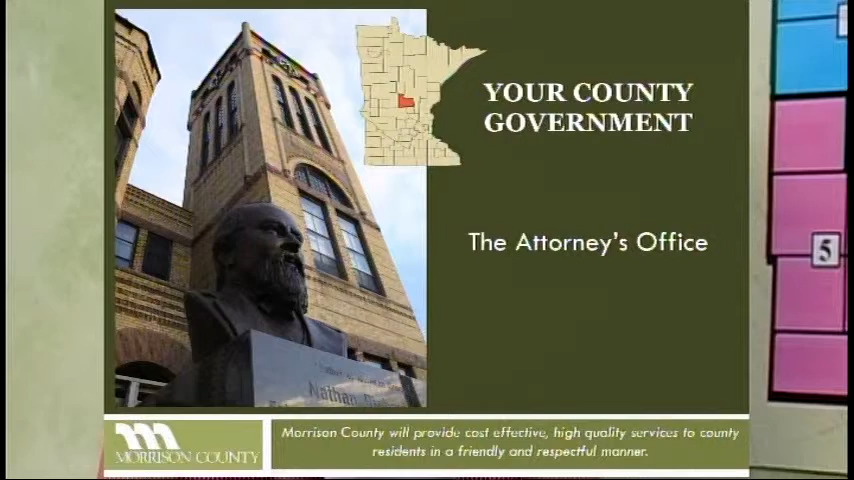 YOUR COUNTY
GOVERNMENT
The Attorney's Office
5
Nathan
MORRISON COUNTY
Morrison County will provide cost effective, high quality services to county
residents in a friendly and respectful manner.